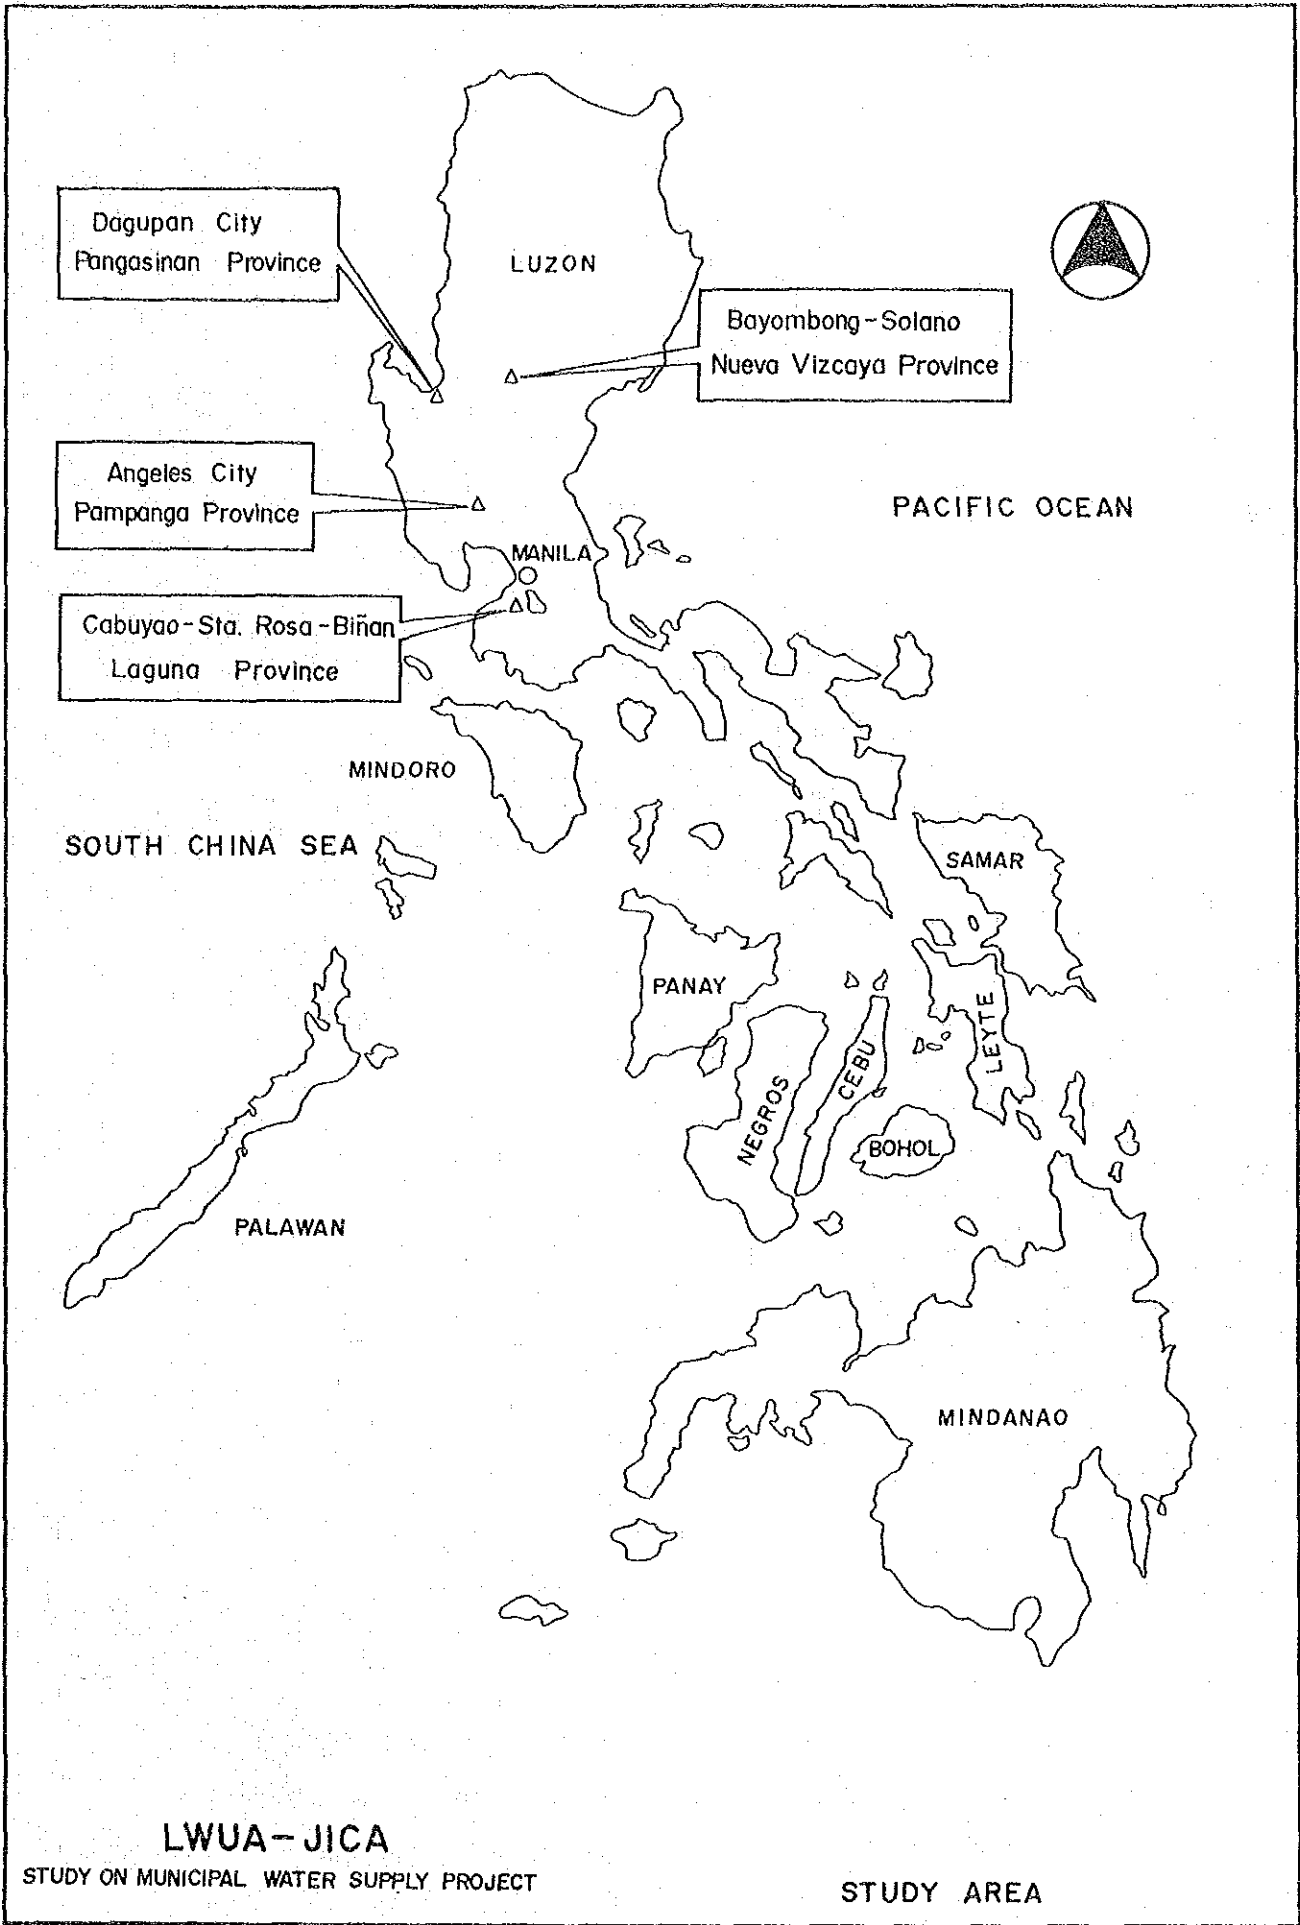 Dagupan City
Pangasinan Province
LUZON
Bayombong-Solano
Nueva Vizcaya Province
Angeles City
Pampanga Province
PACIFIC OCEAN
MANILA
Cabuyao-Sta. Rosa-Biñan
Laguna Province
MINDORO
SOUTH CHINA SEA
SAMAR
PANAY
LEYTE
CEBU
NEGROS
BOHOL
PALAWAN
MINDANAO
LWUA-JICA
STUDY ON MUNICIPAL WATER SUPPLY PROJECT
STUDY AREA